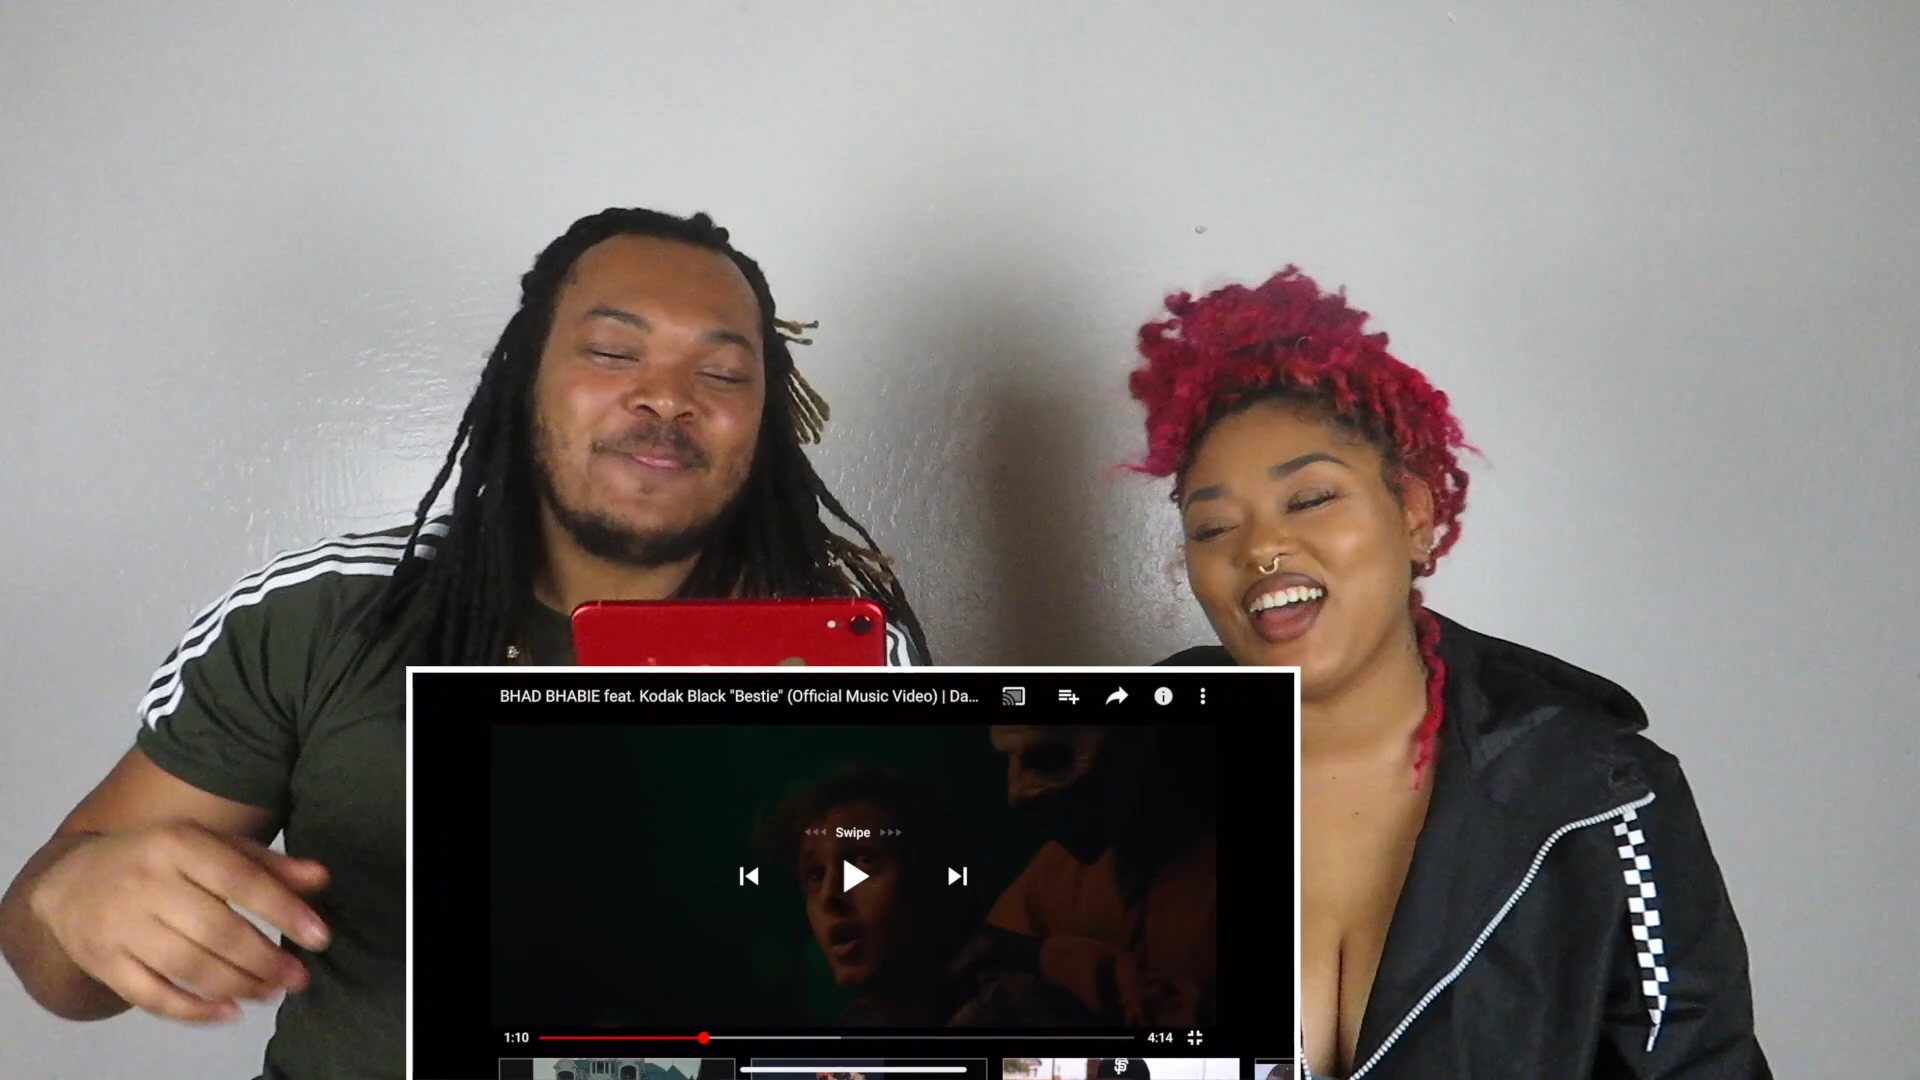 BHAD BHABIE feat. Kodak Black "Bestie" (Official Music Video) | Da...
Swipe
1:10
4:14